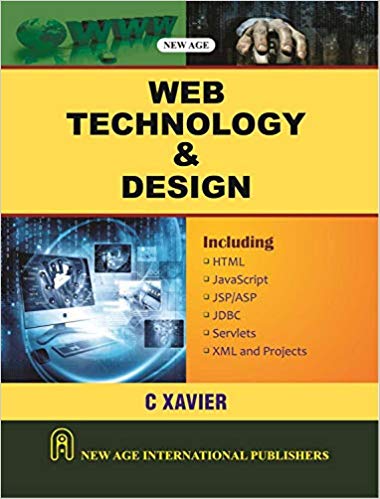 WWW
NEW AGE
WEB
TECHNOLOGY
&
DESIGN
Including
HTML
JavaScript
JSP/ASP
JDBC
Servlets
XML and Projects
C XAVIER
NEW AGE INTERNATIONAL PUBLISHERS